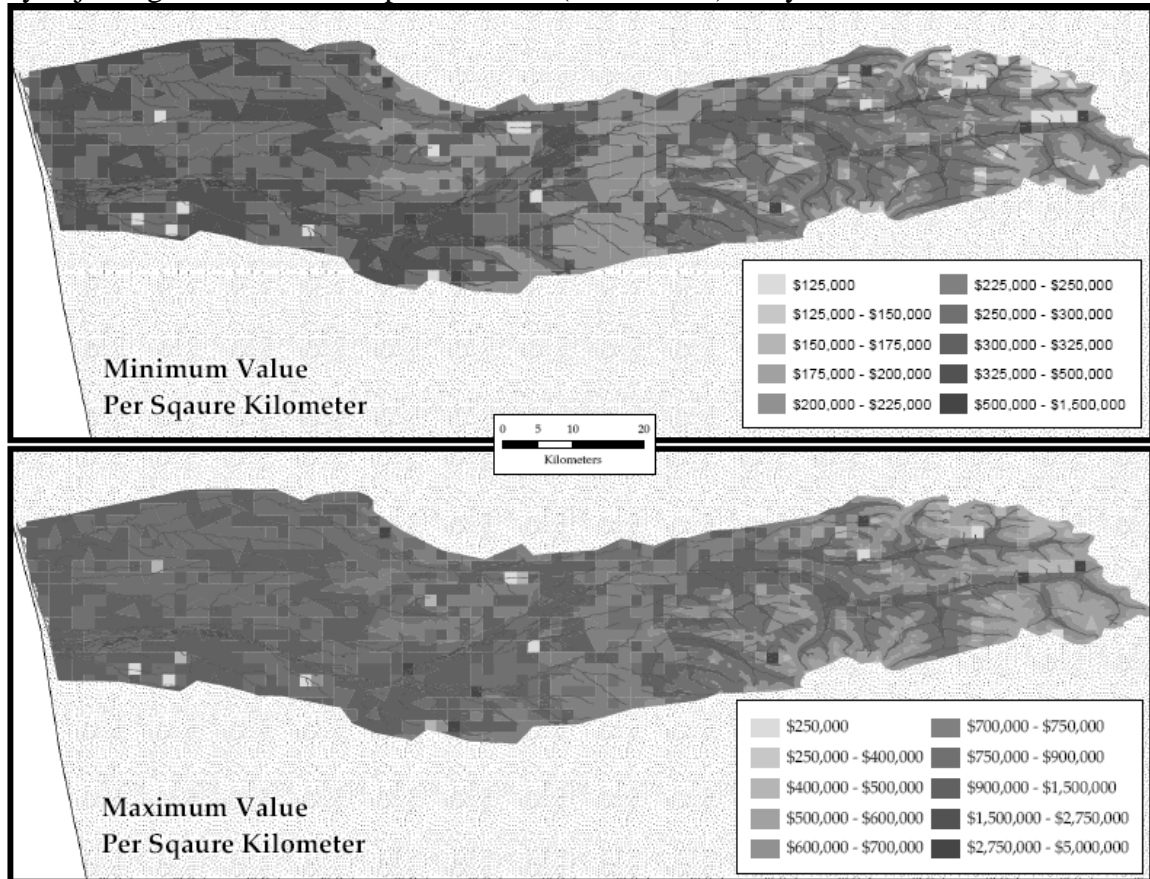 Minimum Value
Per Sqaure Kilometer
$125,000 $225,000 - $250,000
$125,000 - $150,000 $250,000 - $300,000
$150,000 - $175,000 $300,000 - $325,000
$175,000 - $200,000 $325,000 - $500,000
$200,000 - $225,000 $500,000 - $1,500,000
0 5 10 20
Kilometers
Maximum Value
Per Sqaure Kilometer
$250,000 $700,000 - $750,000
$250,000 - $400,000 $750,000 - $900,000
$400,000 - $500,000 $900,000 - $1,500,000
$500,000 - $600,000 $1,500,000 - $2,750,000
$600,000 - $700,000 $2,750,000 - $5,000,000